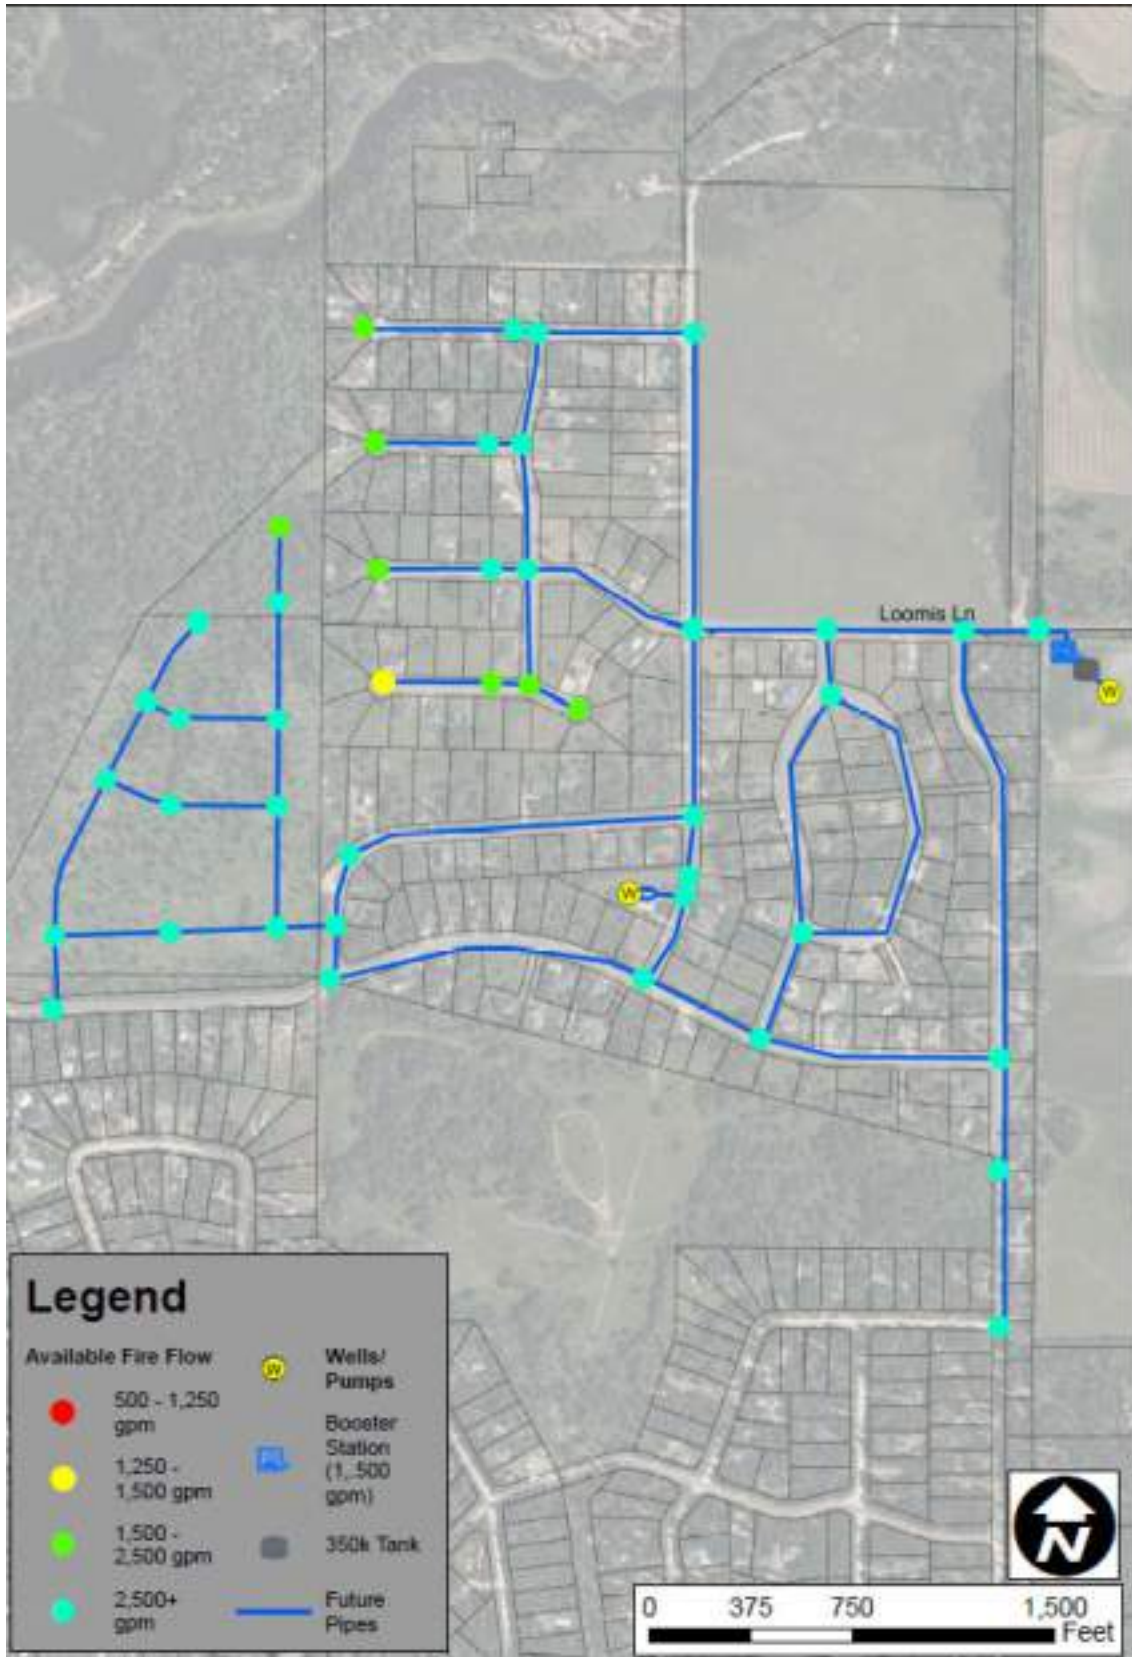 Loomis Ln
W
W
Legend
Available Fire Flow
500 - 1,250
gpm
1,250 -
1,500 gpm
1,500 -
2,500 gpm
2,500+
gpm
W
Wells/
Pumps
Booster
Station
(1,.500
gpm)
350k Tank
Future
Pipes
N
0 375 750 1,500
Feet